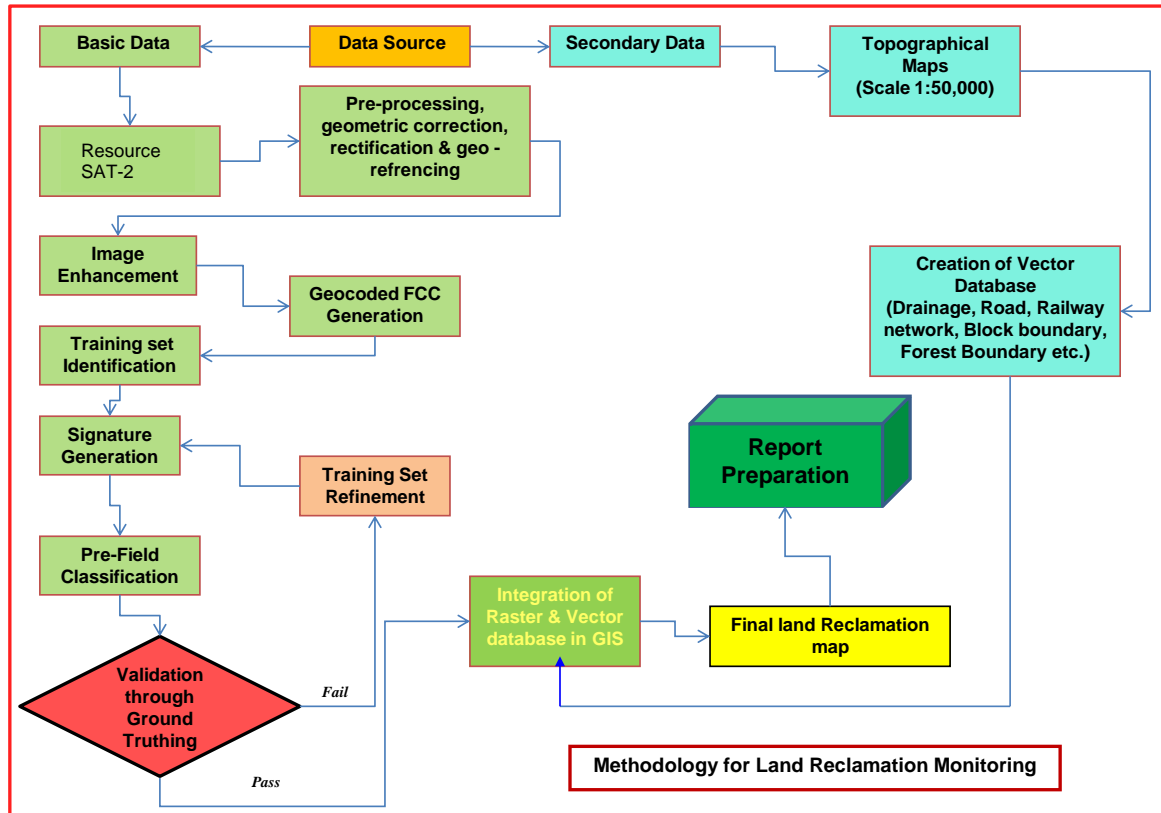 Basic Data
Data Source
Secondary Data
Topographical
Maps
(Scale 1:50,000)
Resource
SAT-2
Pre-processing,
geometric correction,
rectification & geo -
refrencing
Image
Enhancement
Geocoded FCC
Generation
Creation of Vector
Database
(Drainage, Road, Railway
network, Block boundary,
Forest Boundary etc.)
Training set
Identification
Signature
Generation
Training Set
Refinement
Report
Preparation
Pre-Field
Classification
Integration of
Raster & Vector
database in GIS
Final land Reclamation
map
Validation
through
Ground
Truthing
Fail
Pass
Methodology for Land Reclamation Monitoring